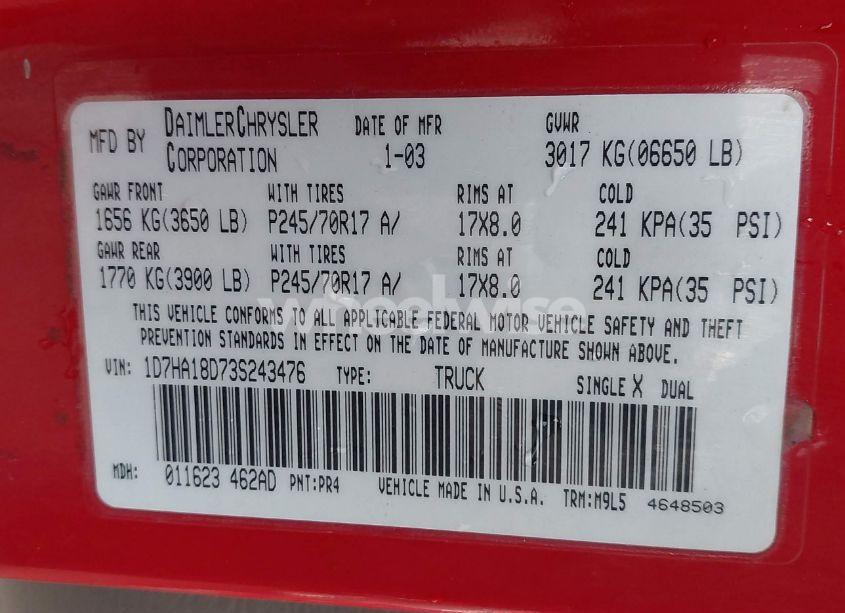 MFD BY DAIMLERCHRYSLER CORPORATION DATE OF MFR 1-03 GVWR 3017 KG(06650 LB)
GAWR FRONT WITH TIRES RIMS AT COLD
1656 KG(3650 LB) P245/70R17 A/ 17X8.0 241 KPA(35 PSI)
GAWR REAR WITH TIRES RIMS AT COLD
1770 KG(3900 LB) P245/70R17 A/ 17X8.0 241 KPA(35 PSI)
THIS VEHICLE CONFORMS TO ALL APPLICABLE FEDERAL MOTOR VEHICLE SAFETY AND THEFT
PREVENTION STANDARDS IN EFFECT ON THE DATE OF MANUFACTURE SHOWN ABOVE.
VIN: 1D7HA18D73S243476 TYPE: TRUCK SINGLE X DUAL
MDH: 011623 462AD PNT:PR4 VEHICLE MADE IN U.S.A. TRM:M9L5 4648503
wheelwise